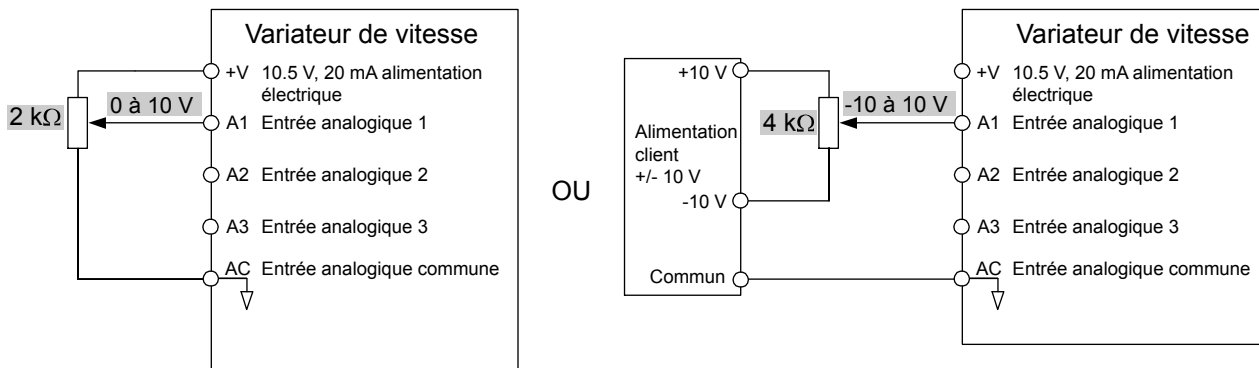 Variateur de vitesse
+V 10.5 V, 20 mA alimentation
électrique
2 kΩ
0 à 10 V
A1 Entrée analogique 1
A2 Entrée analogique 2
A3 Entrée analogique 3
AC Entrée analogique commune
OU
+10 V
Alimentation
client
+/- 10 V
-10 V
Commun
4 kΩ
-10 à 10 V
Variateur de vitesse
+V 10.5 V, 20 mA alimentation
électrique
A1 Entrée analogique 1
A2 Entrée analogique 2
A3 Entrée analogique 3
AC Entrée analogique commune